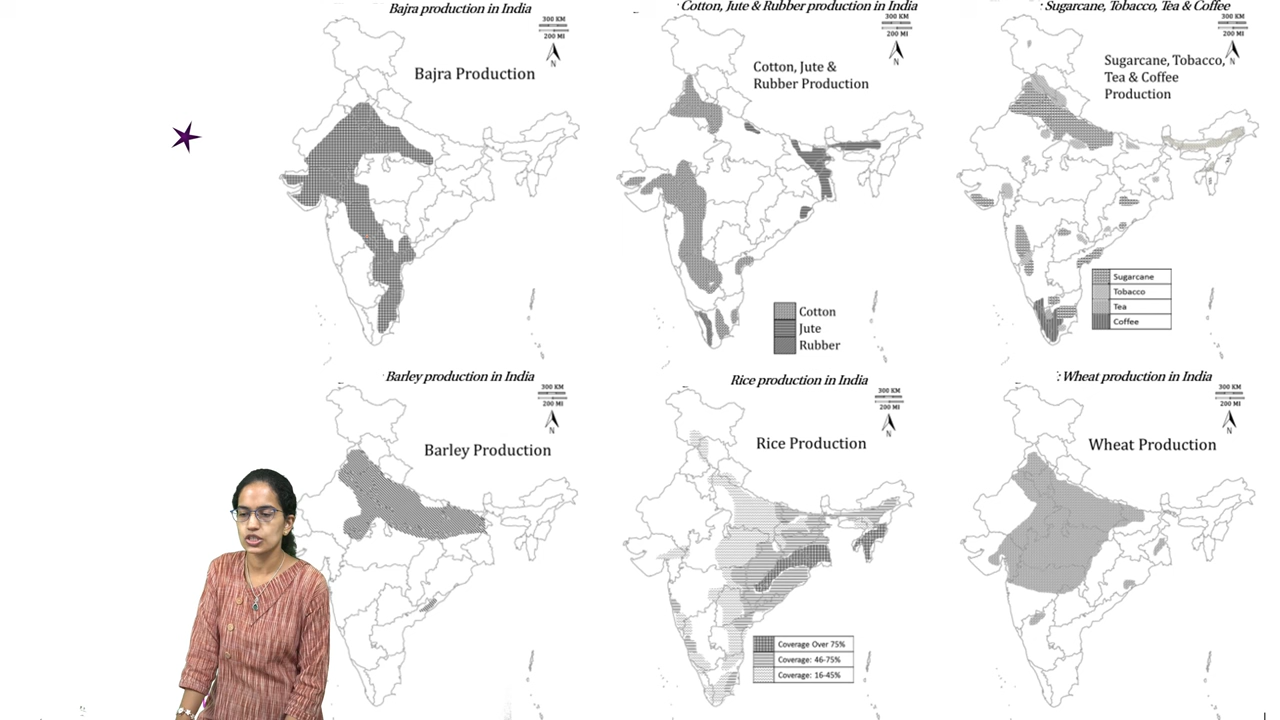 Bajra production in India
300 KM
200 MI
N
Bajra Production
Cotton, Jute & Rubber production in India
300 KM
200 MI
N
Cotton, Jute &
Rubber Production
Cotton
Jute
Rubber
: Sugarcane, Tobacco, Tea & Coffee
300 KM
200 MI
N
Sugarcane, Tobacco,
Tea & Coffee
Production
Sugarcane
Tobacco
Tea
Coffee
Barley production in India
300 KM
200 MI
N
Barley Production
Rice production in India
300 KM
200 MI
N
Rice Production
Coverage Over 75%
Coverage: 46-75%
Coverage: 16-45%
: Wheat production in India
300 KM
200 MI
N
Wheat Production